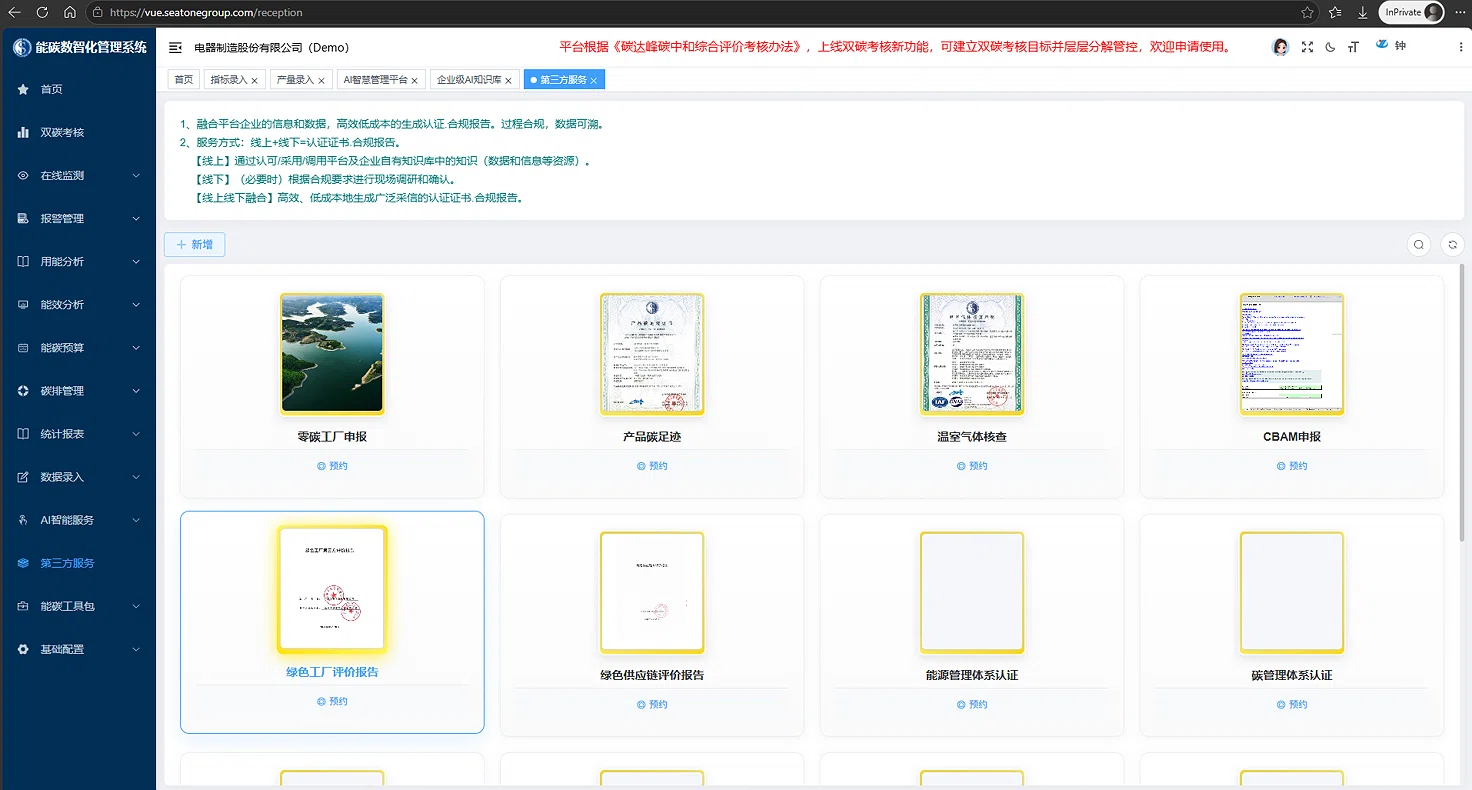 https://vue.seatonegroup.com/reception
InPrivate
能碳数智化管理系统
电器制造股份有限公司（Demo）
平台根据《碳达峰碳中和综合评价考核办法》，上线双碳考核新功能，可建立双碳考核目标并层层分解管控，欢迎申请使用。
钟
首页
指标录入
产量录入
AI智慧管理平台
企业级AI知识库
第三方服务
首页
双碳考核
在线监测
报警管理
用能分析
能效分析
能碳预算
碳排管理
统计报表
数据录入
AI智能服务
第三方服务
能碳工具包
基础配置
1、融合平台企业的信息和数据，高效低成本的生成认证.合规报告。过程合规，数据可溯。
2、服务方式：线上+线下=认证证书.合规报告。
【线上】通过认可/采用/调用平台及企业自有知识库中的知识（数据和信息等资源）。
【线下】（必要时）根据合规要求进行现场调研和确认。
【线上线下融合】高效、低成本地生成广泛采信的认证证书.合规报告。
新增
零碳工厂申报
预约
产品碳足迹
预约
温室气体核查
预约
CBAM申报
预约
绿色工厂评价报告
预约
绿色供应链评价报告
预约
能源管理体系认证
预约
碳管理体系认证
预约